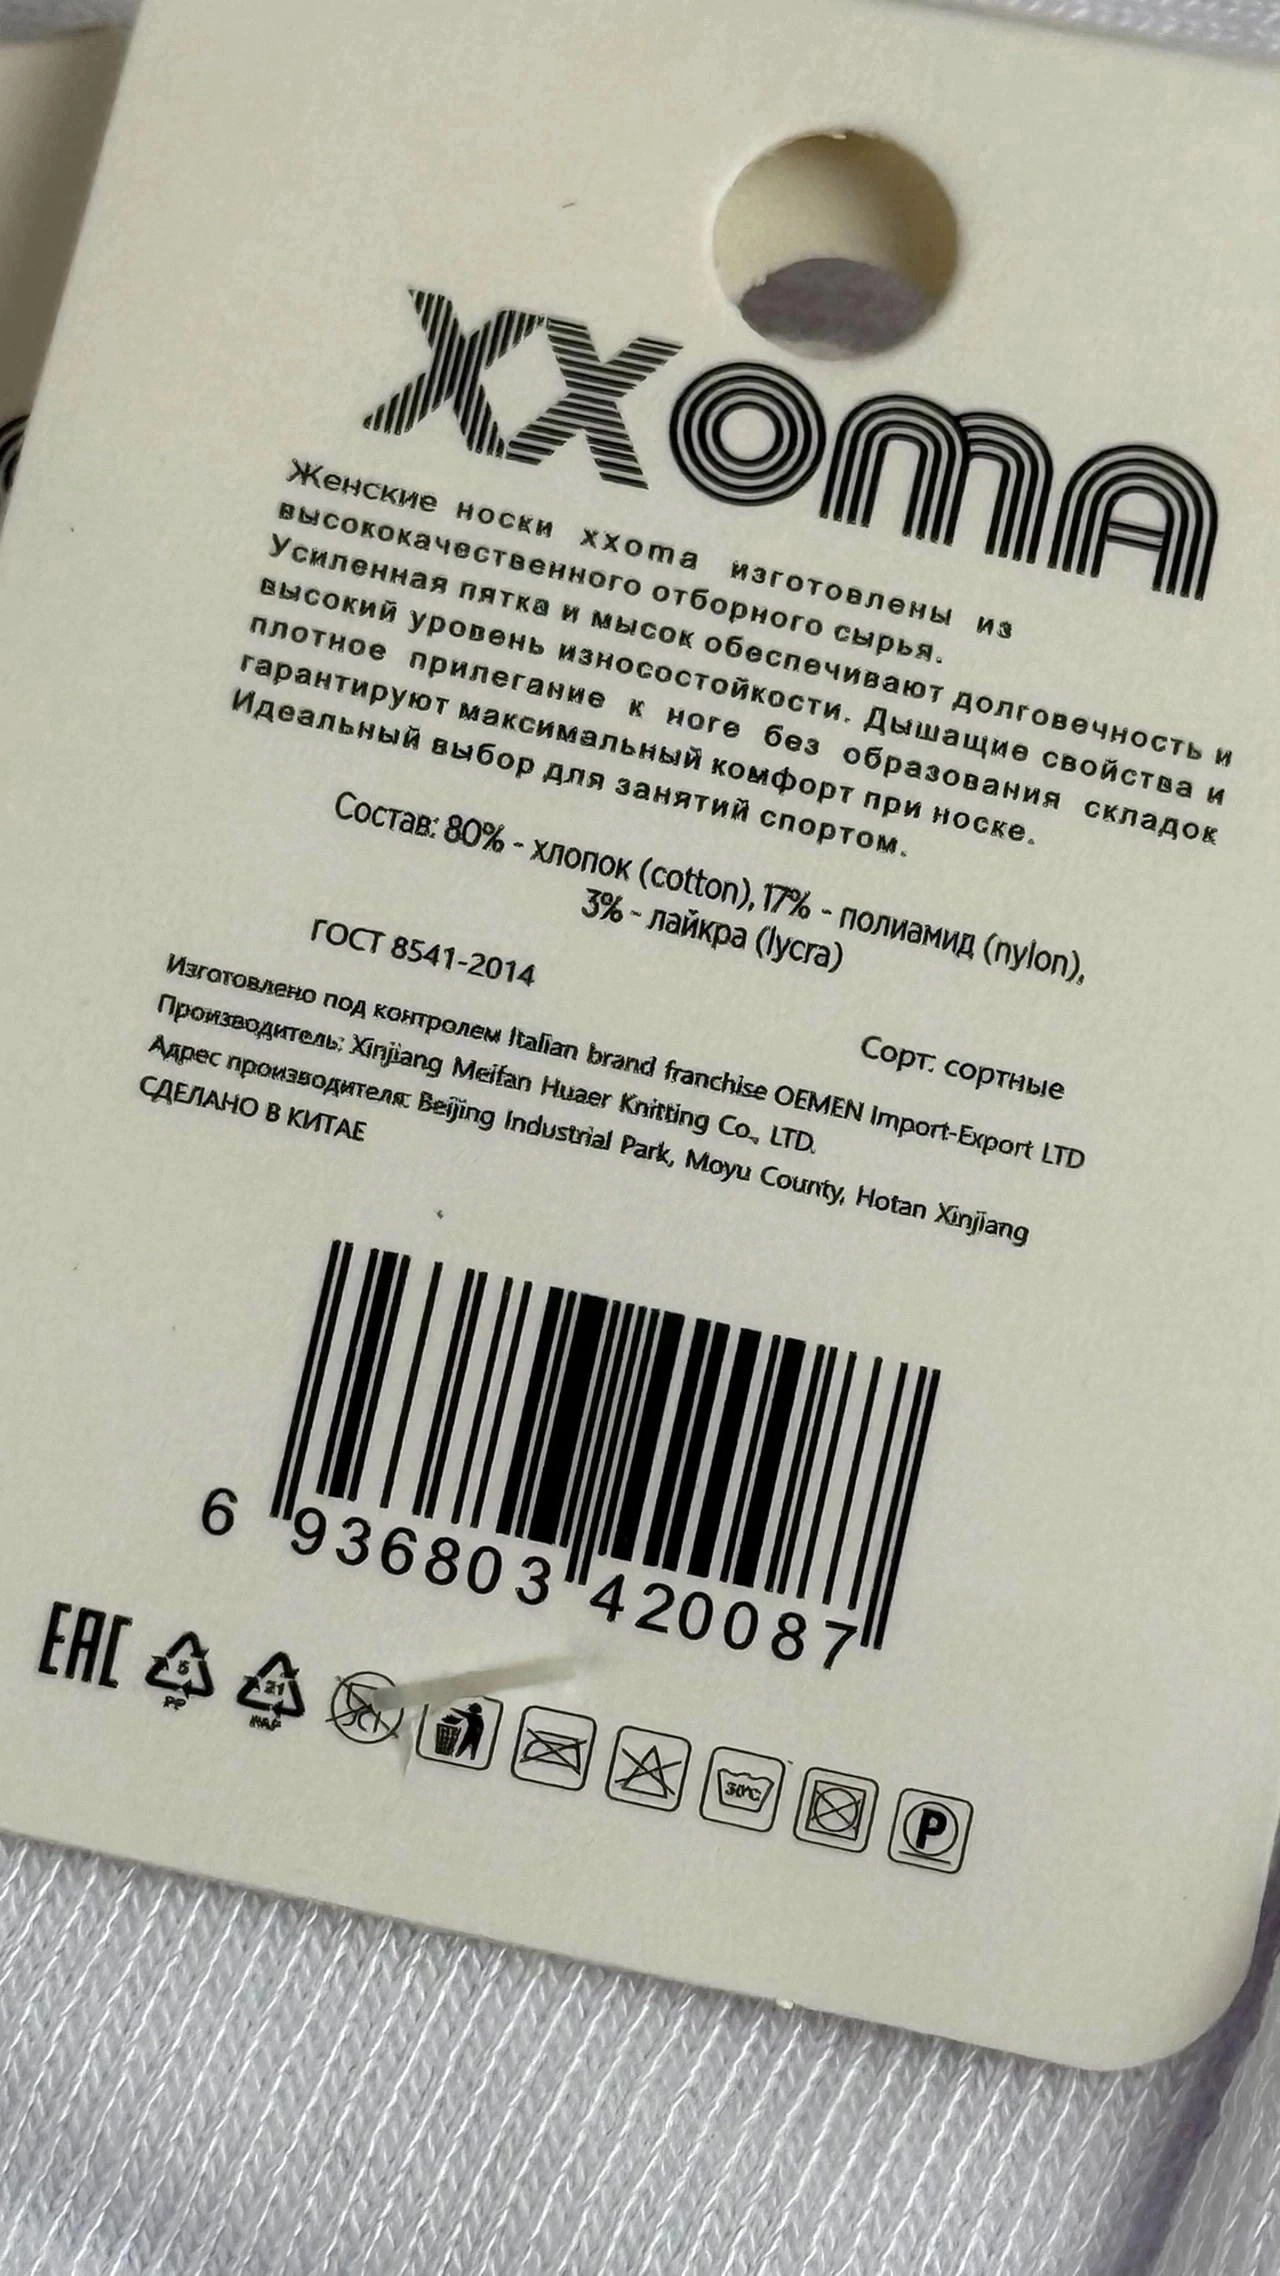 XXOMA
Женские носки xxoma изготовлены из
высококачественного отборного сырья.
Усиленная пятка и мысок обеспечивают долговечность и
высокий уровень износостойкости. Дышащие свойства и
плотное прилегание к ноге без образования складок
гарантируют максимальный комфорт при носке.
Идеальный выбор для занятий спортом.
Состав: 80% - хлопок (cotton), 17% - полиамид (nylon),
3% - лайкра (lycra)
ГОСТ 8541-2014
Сорт: сортные
Изготовлено под контролем Italian brand franchise OEMEN Import-Export LTD
Производитель: Xinjiang Meifan Huaer Knitting Co., LTD.
Адрес производителя: Beijing Industrial Park, Moyu County, Hotan Xinjiang
СДЕЛАНО В КИТАЕ
6 936803 420087
EAC
5
PP
21
PAP
30°C
P